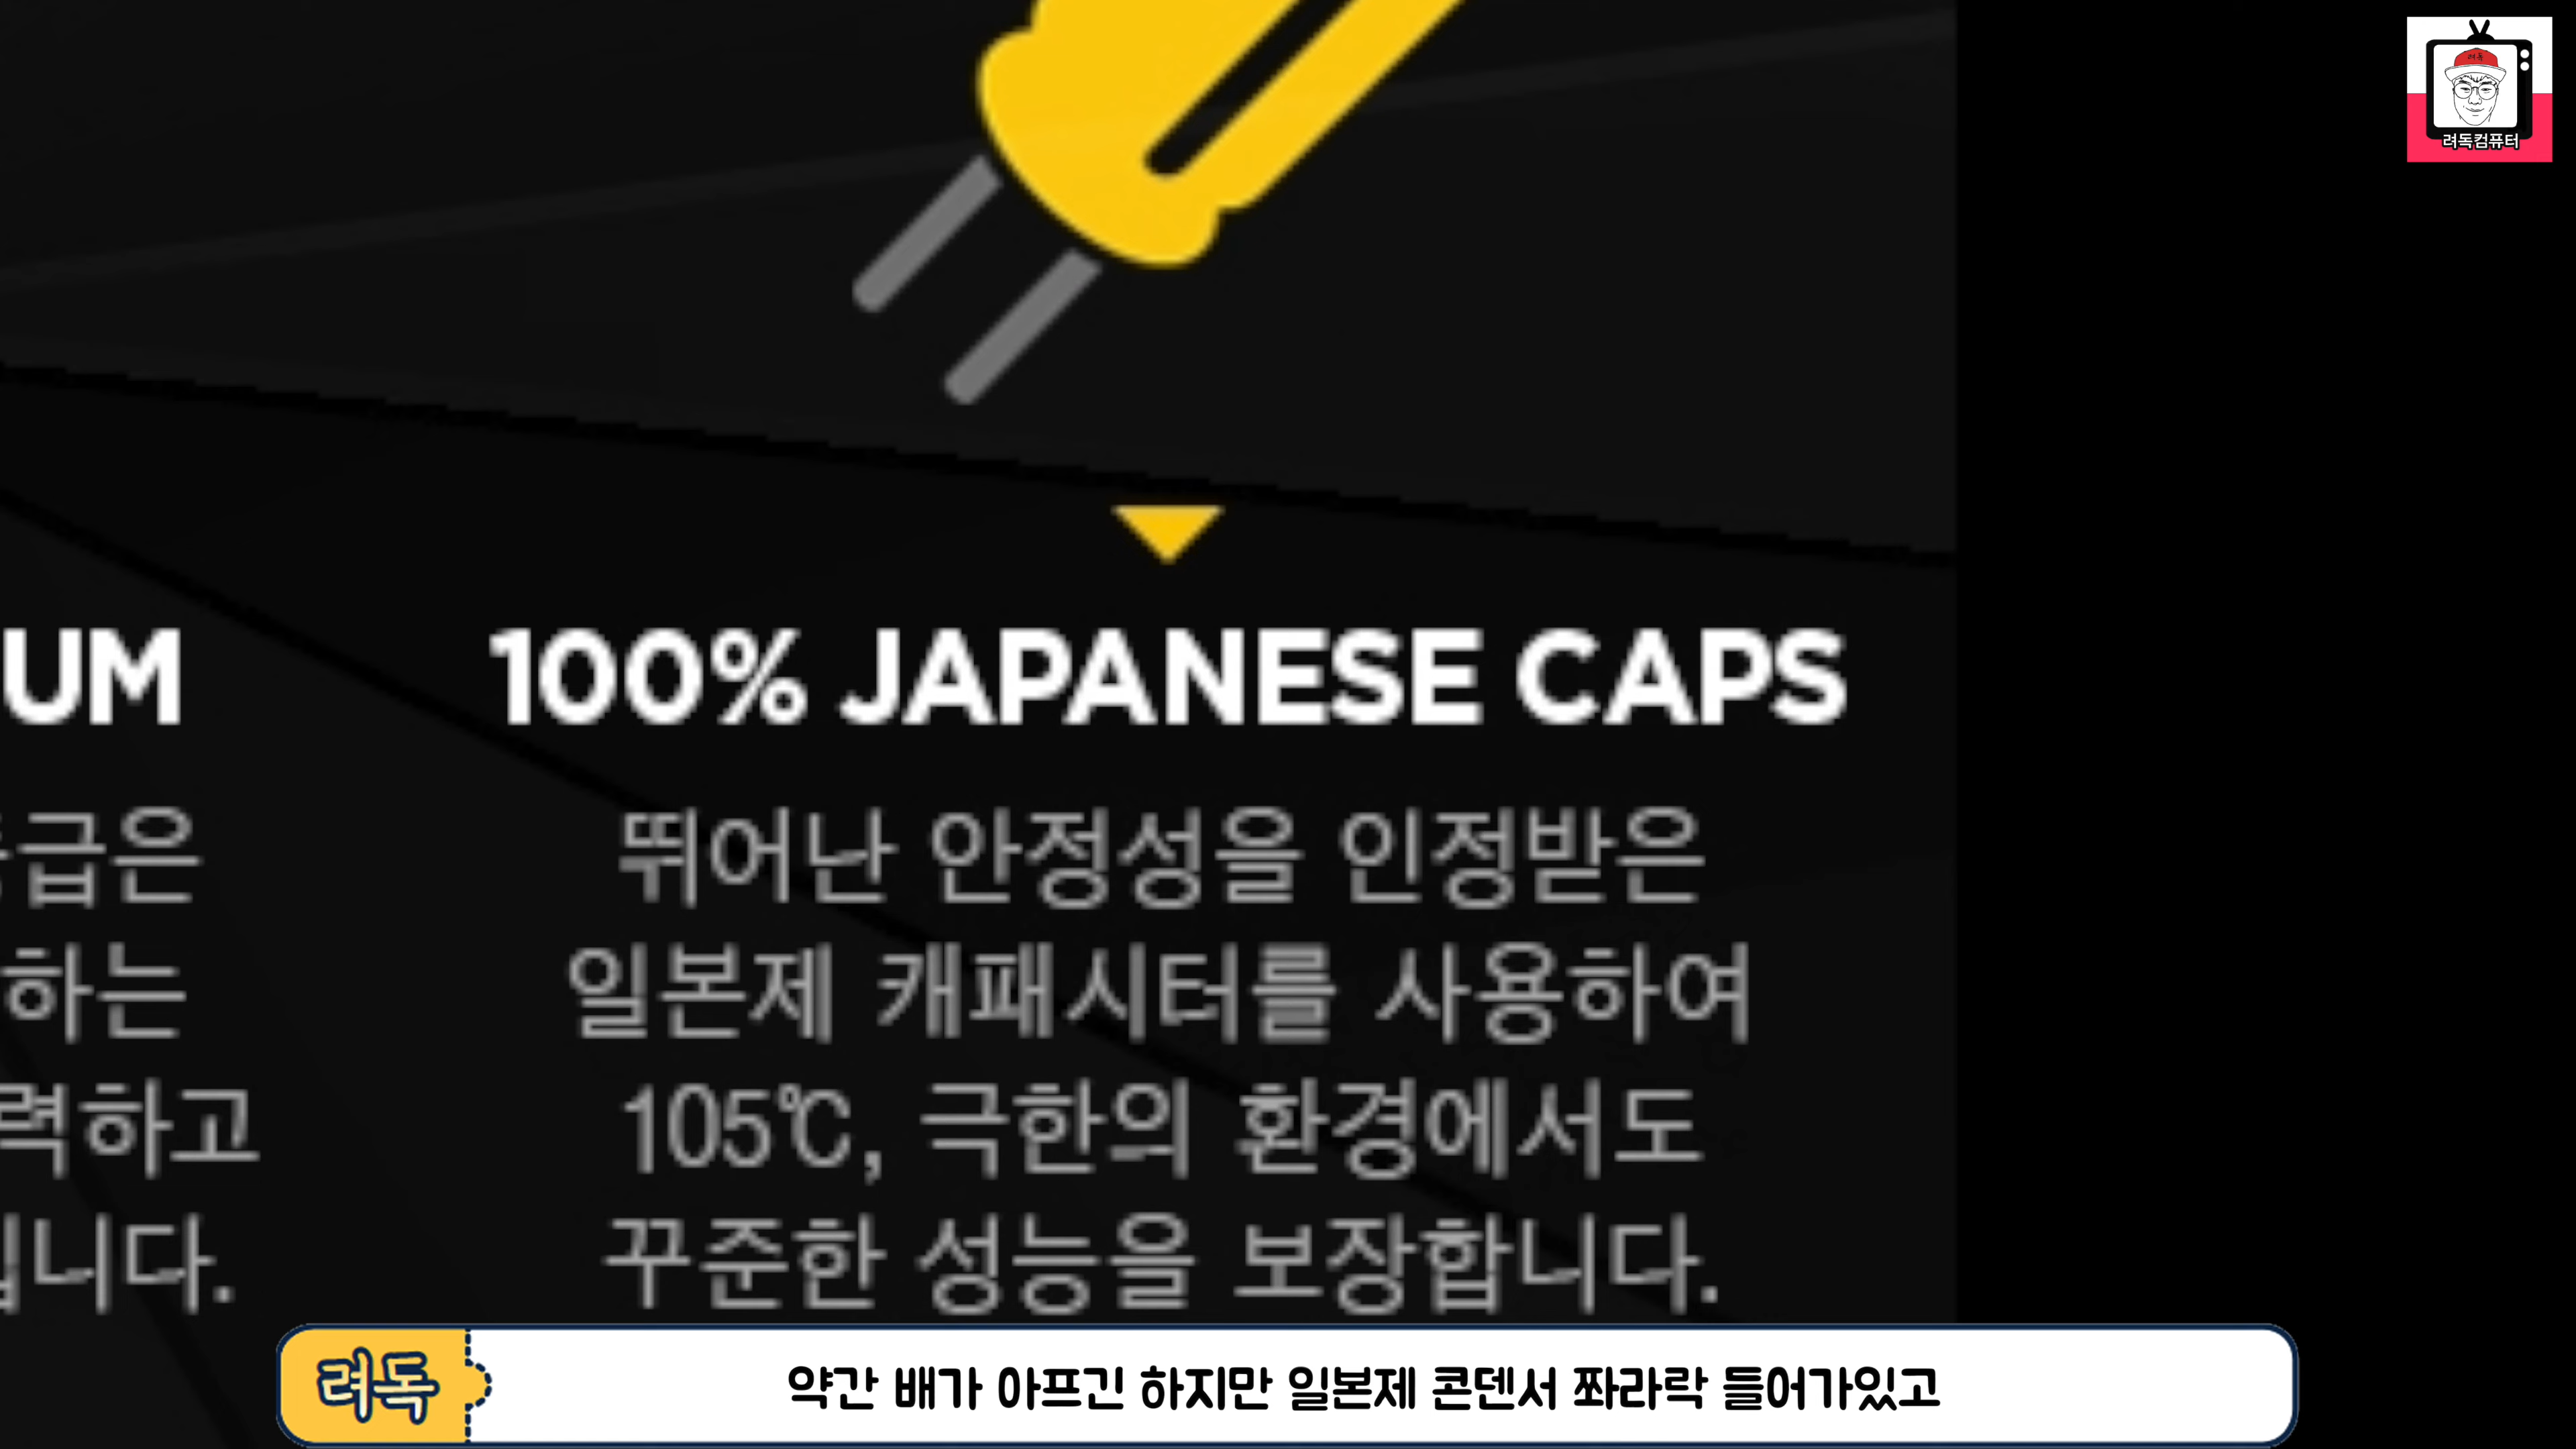 려독컴퓨터
UM
급은
하는
력하고
니다.
100% JAPANESE CAPS
뛰어난 안정성을 인정받은
일본제 캐패시터를 사용하여
105℃, 극한의 환경에서도
꾸준한 성능을 보장합니다.
려독
약간 배가 아프긴 하지만 일본제 콘덴서 쫘라락 들어가있고